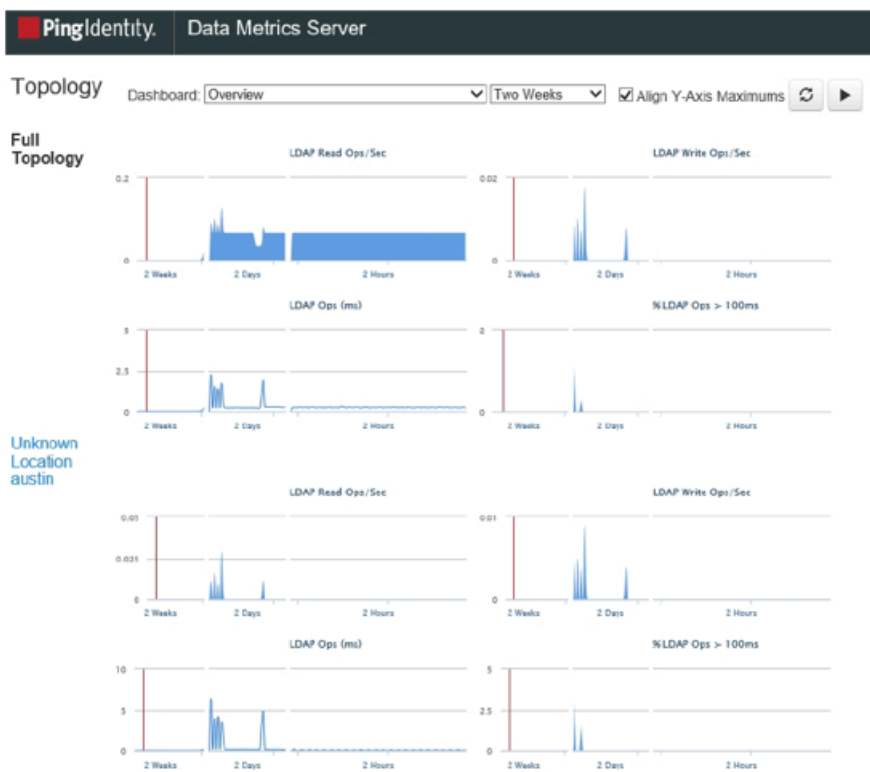 PingIdentity. Data Metrics Server
Topology Dashboard: Overview Two Weeks Align Y-Axis Maximums
Full
Topology
LDAP Read Ops/Sec LDAP Write Ops/Sec
0.2 0.02
0 0
2 Weeks 2 Days 2 Hours 2 Weeks 2 Days 2 Hours
LDAP Ops (ms) %LDAP Ops > 100ms
5 2
2.5
0 0
2 Weeks 2 Days 2 Hours 2 Weeks 2 Days 2 Hours
Unknown
Location
austin
LDAP Read Ops/Sec LDAP Write Ops/Sec
0.05 0.01
0.025
0 0
2 Weeks 2 Days 2 Hours 2 Weeks 2 Days 2 Hours
LDAP Ops (ms) %LDAP Ops > 100ms
10 5
5 2.5
0 0
2 Weeks 2 Days 2 Hours 2 Weeks 2 Days 2 Hours